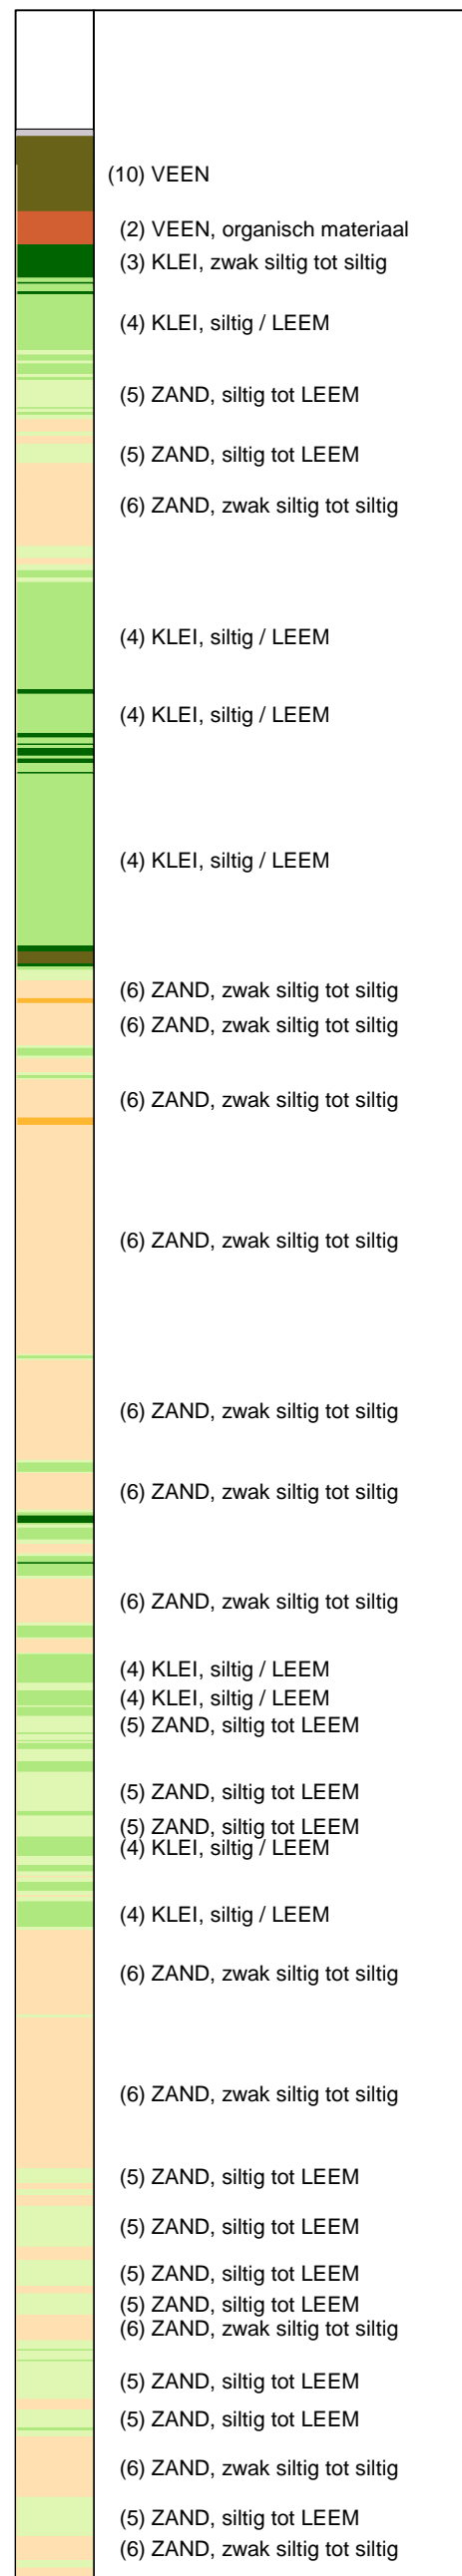 (10) VEEN
(2) VEEN, organisch materiaal
(3) KLEI, zwak siltig tot siltig
(4) KLEI, siltig / LEEM
(5) ZAND, siltig tot LEEM
(5) ZAND, siltig tot LEEM
(6) ZAND, zwak siltig tot siltig
(4) KLEI, siltig / LEEM
(4) KLEI, siltig / LEEM
(4) KLEI, siltig / LEEM
(6) ZAND, zwak siltig tot siltig
(6) ZAND, zwak siltig tot siltig
(6) ZAND, zwak siltig tot siltig
(6) ZAND, zwak siltig tot siltig
(6) ZAND, zwak siltig tot siltig
(6) ZAND, zwak siltig tot siltig
(6) ZAND, zwak siltig tot siltig
(4) KLEI, siltig / LEEM
(4) KLEI, siltig / LEEM
(5) ZAND, siltig tot LEEM
(5) ZAND, siltig tot LEEM
(5) ZAND, siltig tot LEEM
(4) KLEI, siltig / LEEM
(4) KLEI, siltig / LEEM
(6) ZAND, zwak siltig tot siltig
(6) ZAND, zwak siltig tot siltig
(5) ZAND, siltig tot LEEM
(5) ZAND, siltig tot LEEM
(5) ZAND, siltig tot LEEM
(5) ZAND, siltig tot LEEM
(6) ZAND, zwak siltig tot siltig
(5) ZAND, siltig tot LEEM
(5) ZAND, siltig tot LEEM
(6) ZAND, zwak siltig tot siltig
(5) ZAND, siltig tot LEEM
(6) ZAND, zwak siltig tot siltig